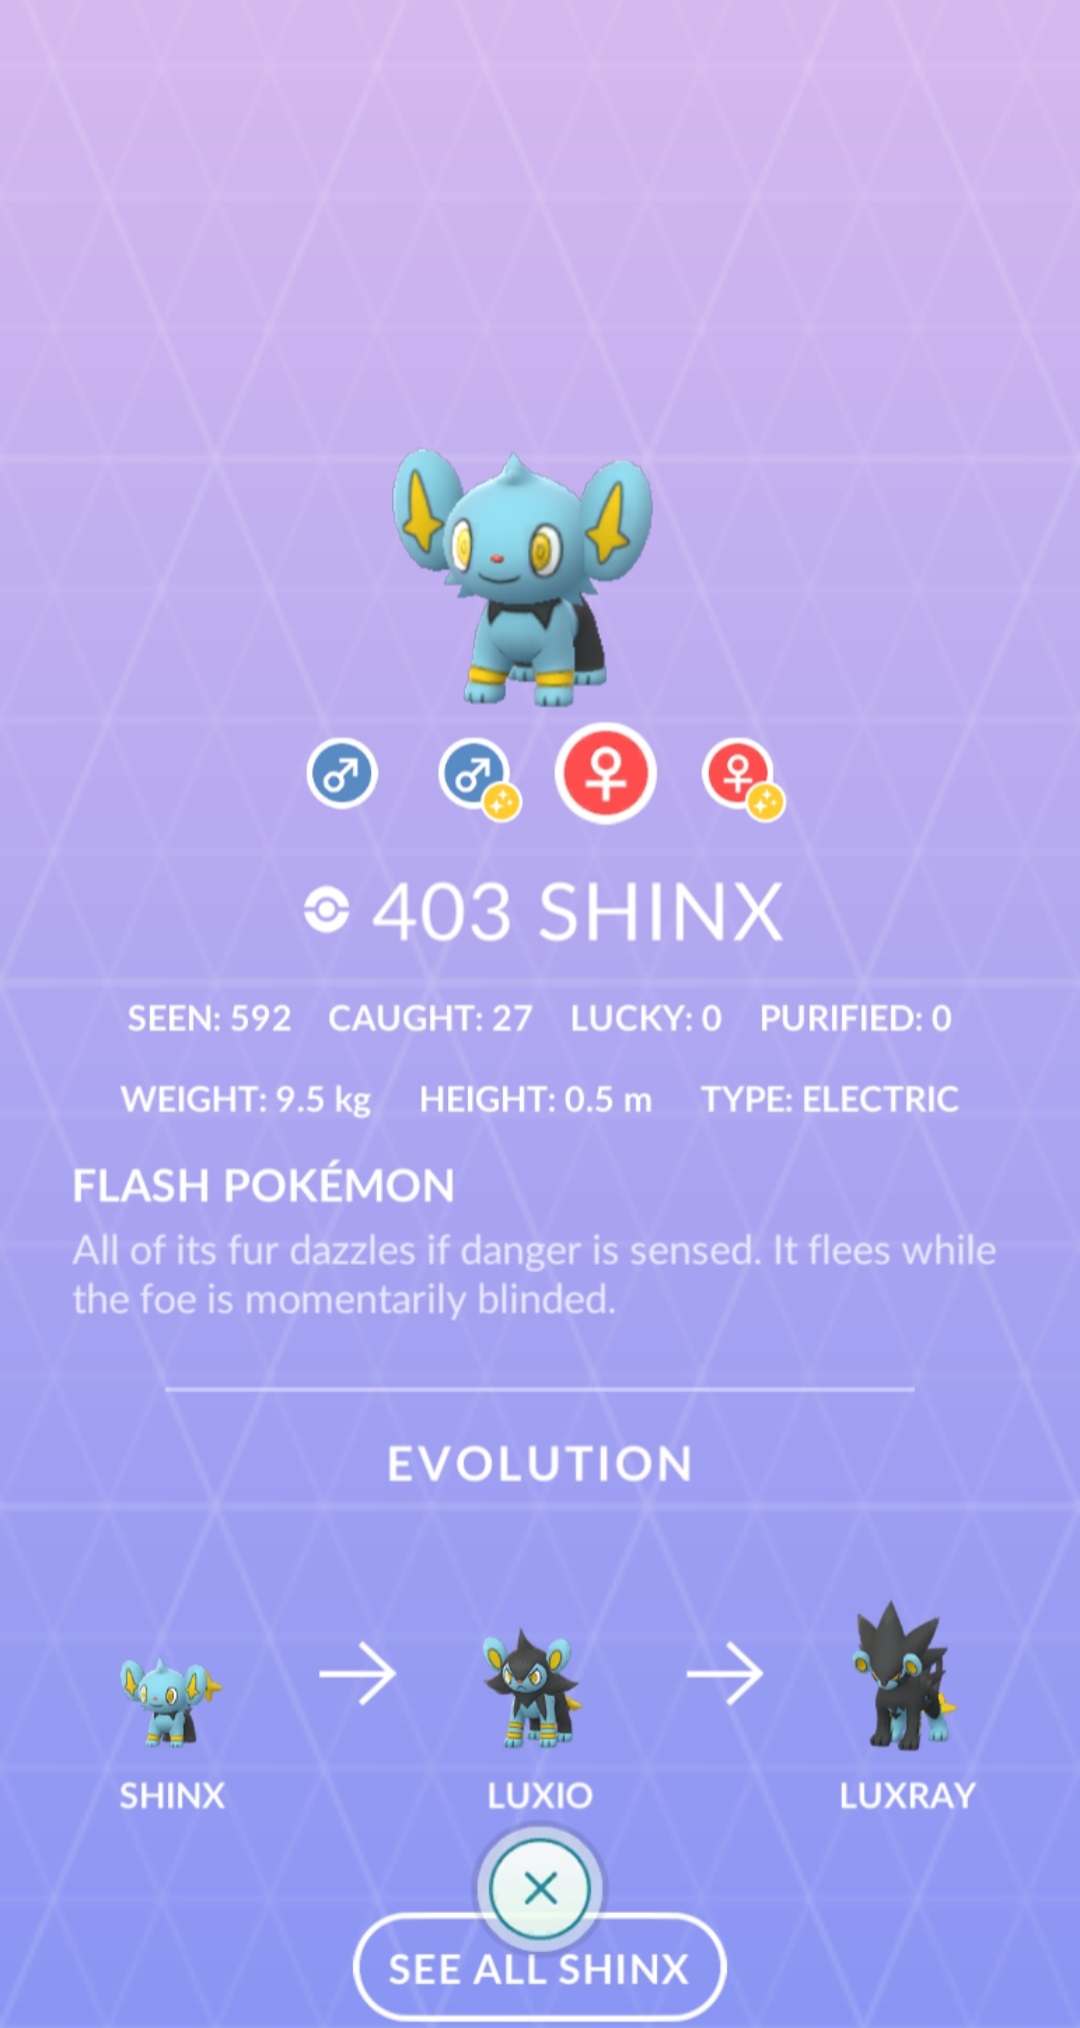 403 SHINX
SEEN: 592 CAUGHT: 27 LUCKY: 0 PURIFIED: 0
WEIGHT: 9.5 kg HEIGHT: 0.5 m TYPE: ELECTRIC
FLASH POKÉMON
All of its fur dazzles if danger is sensed. It flees while
the foe is momentarily blinded.
EVOLUTION
SHINX LUXIO LUXRAY
SEE ALL SHINX